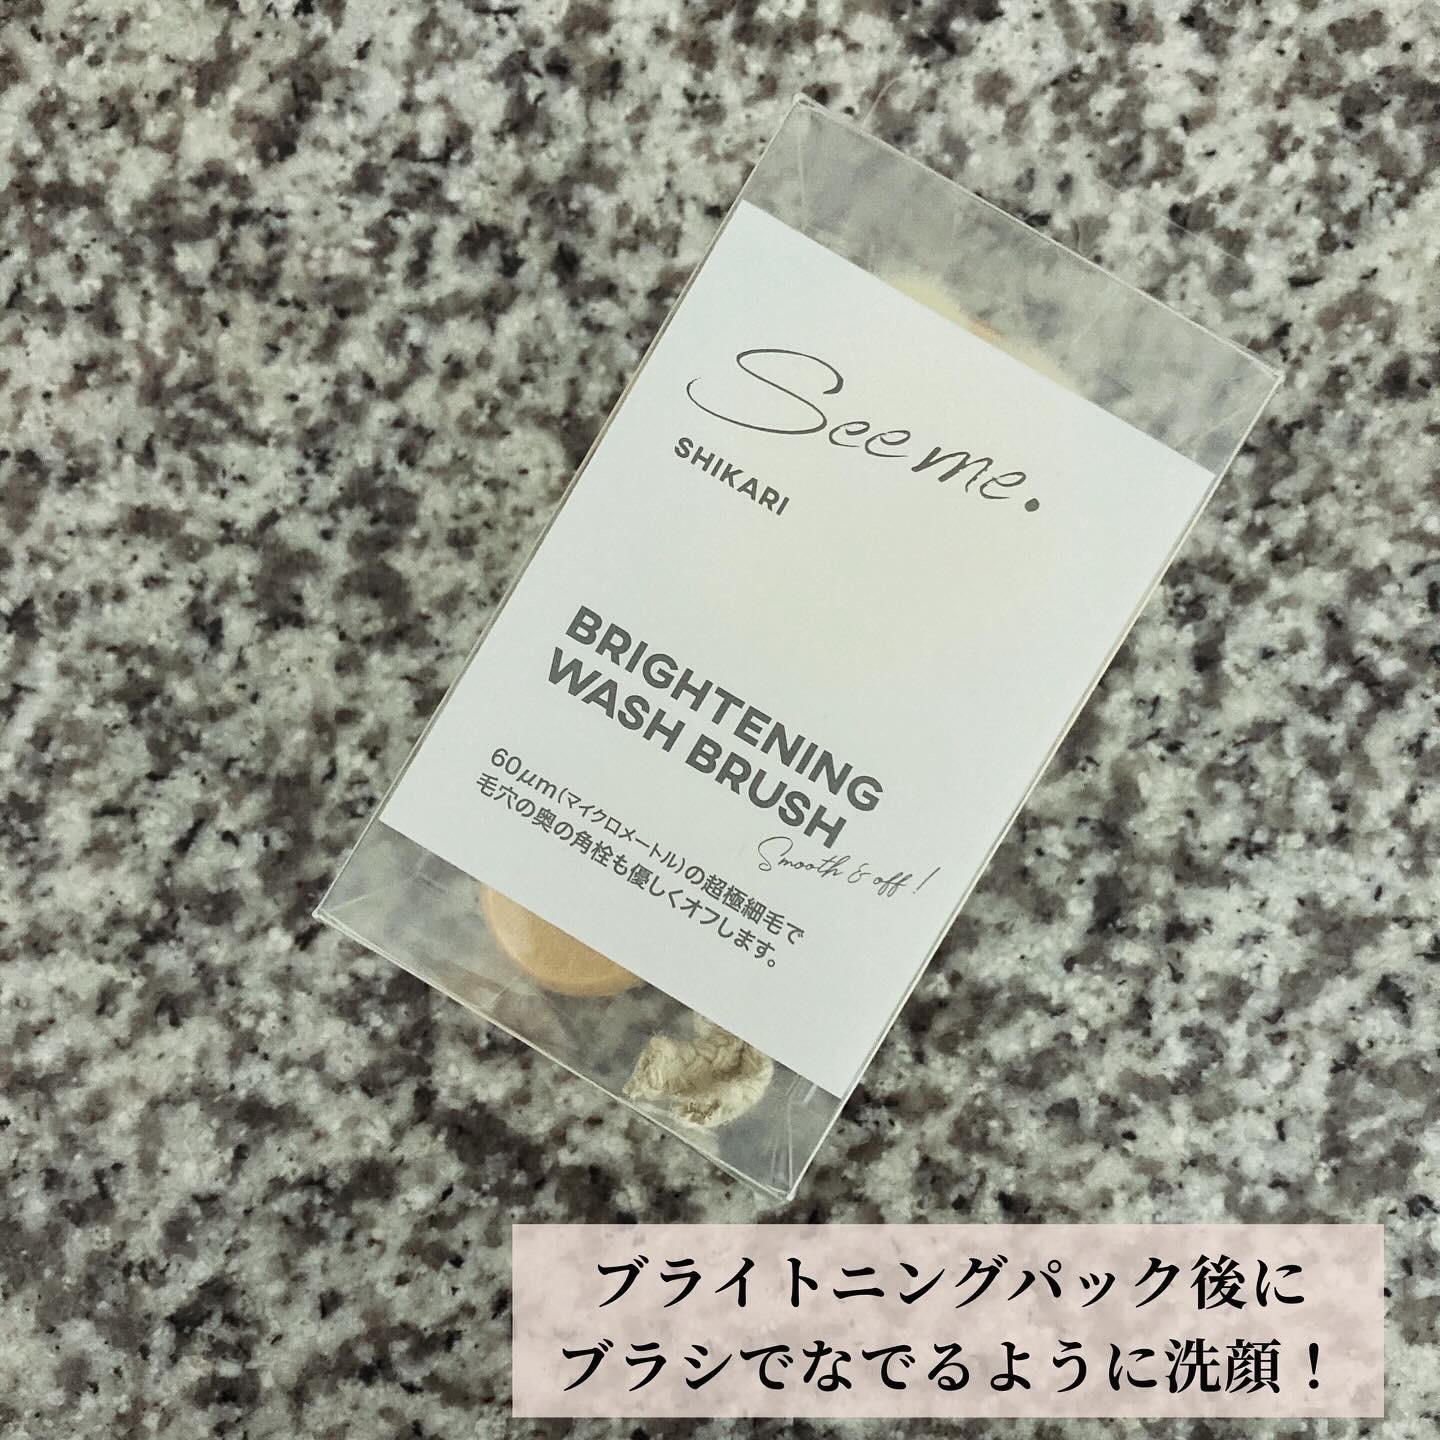 See me.
SHIKARI
BRIGHTENING
WASH BRUSH
Smooth & off!
60μm(マイクロメートル)の超極細毛で
毛穴の奥の角栓も優しくオフします。
ブライトニングパック後に
ブラシでなでるように洗顔！